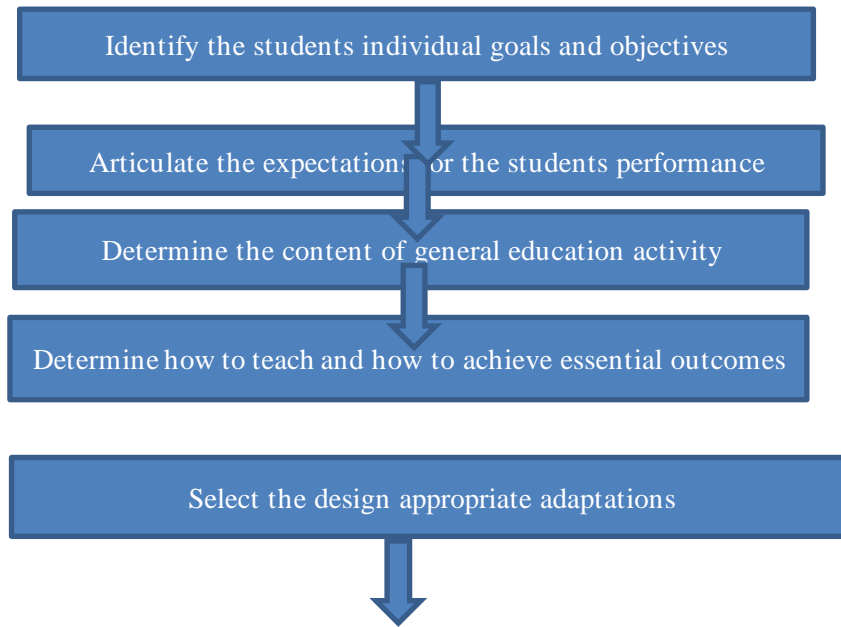 Identify the students individual goals and objectives
Articulate the expectations for the students performance
Determine the content of general education activity
Determine how to teach and how to achieve essential outcomes
Select the design appropriate adaptations